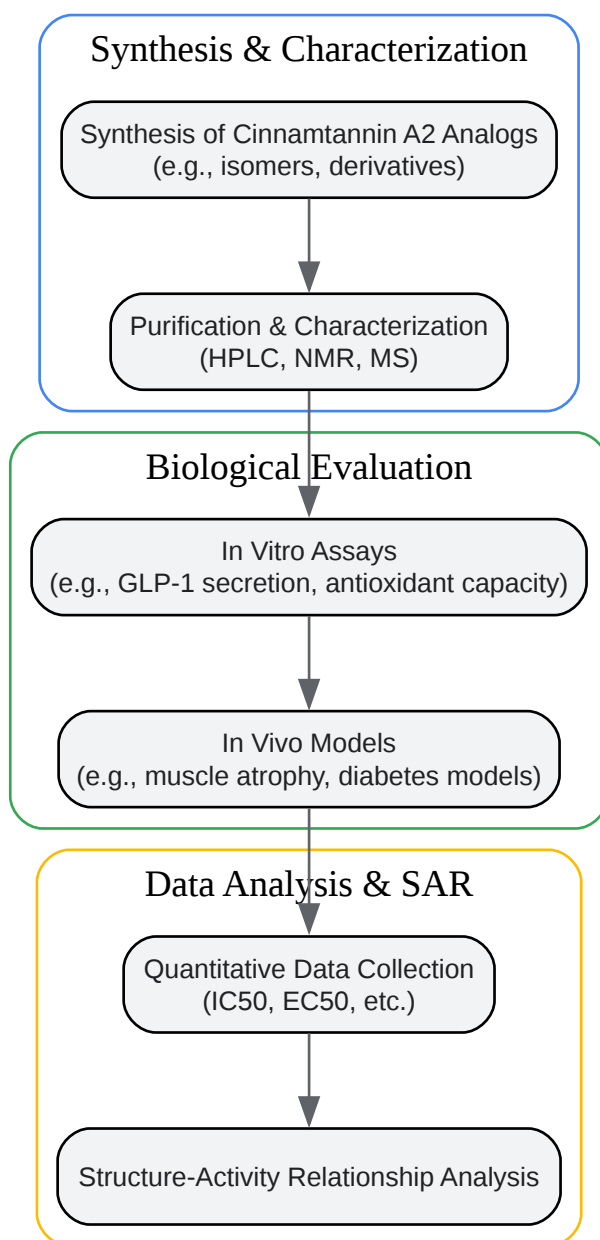 Synthesis & Characterization
Synthesis of Cinnamtannin A2 Analogs
(e.g., isomers, derivatives)
Purification & Characterization
(HPLC, NMR, MS)
Biological Evaluation
In Vitro Assays
(e.g., GLP-1 secretion, antioxidant capacity)
In Vivo Models
(e.g., muscle atrophy, diabetes models)
Data Analysis & SAR
Quantitative Data Collection
(IC50, EC50, etc.)
Structure-Activity Relationship Analysis